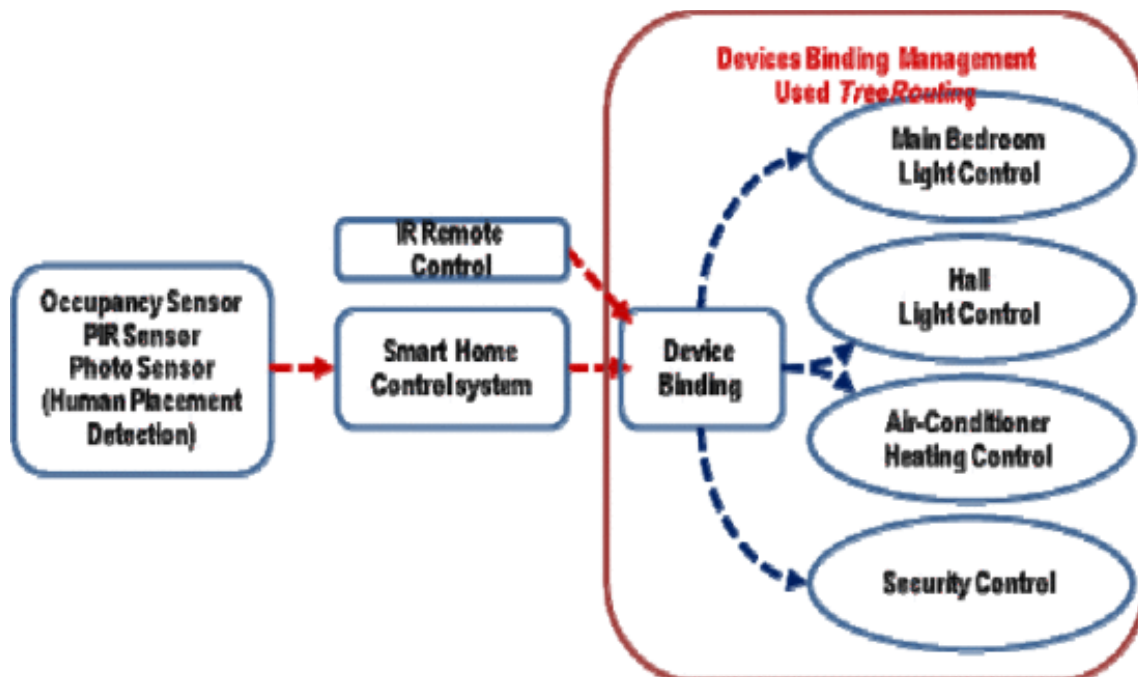 Devices Binding Management
Used TreeRouting
Main Bedroom
Light Control
IR Remote
Control
Hall
Light Control
Occupancy Sensor
PIR Sensor
Photo Sensor
(Human Placement
Detection)
Smart Home
Control system
Device
Binding
Air-Conditioner
Heating Control
Security Control